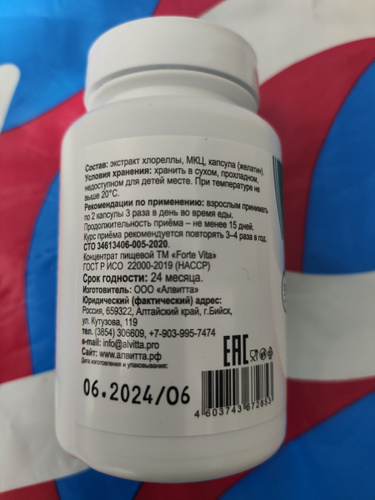 Состав: экстракт хлореллы, МКЦ, капсула (желатин)
Условия хранения: хранить в сухом, прохладном,
недоступном для детей месте. При температуре не
выше 20°С.
Рекомендации по применению: взрослым принимать
по 2 капсулы 3 раза в день во время еды.
Продолжительность приёма – не менее 15 дней.
Курс приёма рекомендуется повторять 3–4 раза в год.
СТО 34613406-005-2020.
Концентрат пищевой ТМ «Forte Vita»
ГОСТ Р ИСО 22000-2019 (НАССР)
Срок годности: 24 месяца.
Изготовитель: ООО «Алвитта»
Юридический (фактический) адрес:
Россия, 659322, Алтайский край, г.Бийск,
ул. Кутузова, 119
тел. (3854) 306609, +7-903-995-7474
e-mail: info@alvitta.pro
Сайт: www.алвитта.рф
Дата изготовления и упаковывания:
06.2024/06
EAC
4 603743 672855